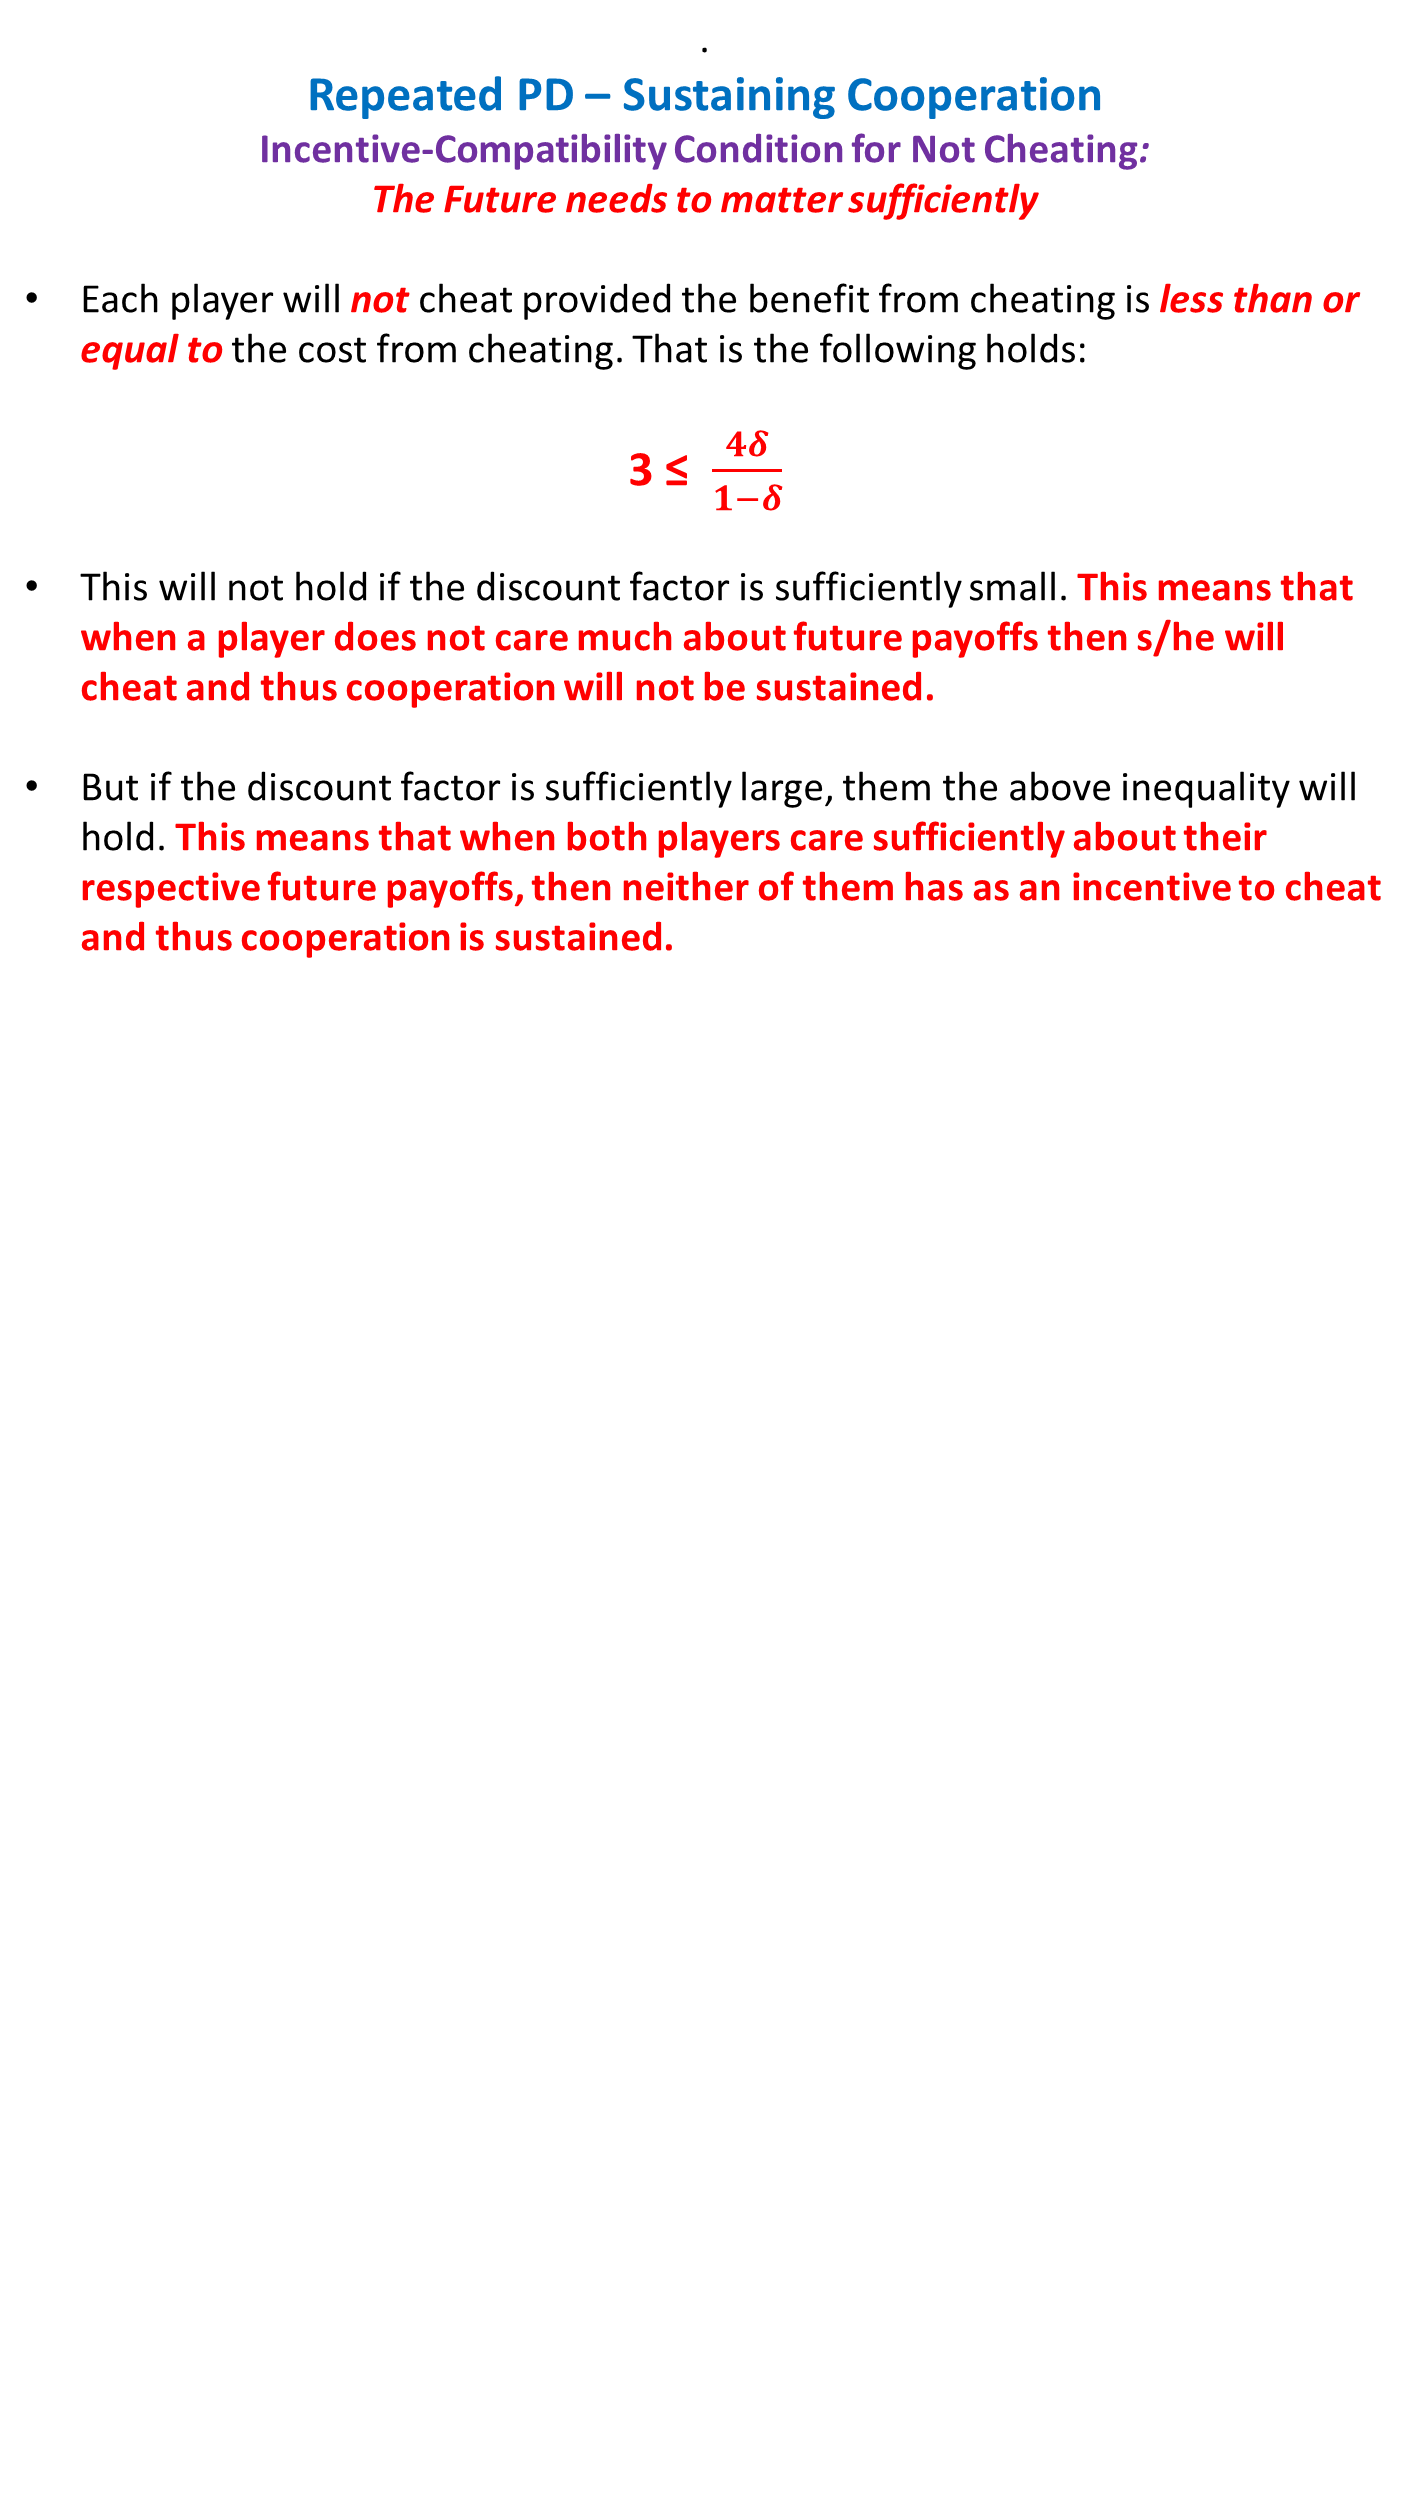 .
Repeated PD – Sustaining Cooperation
Incentive-Compatibility Condition for Not Cheating:
The Future needs to matter sufficiently
• Each player will not cheat provided the benefit from cheating is less than or
equal to the cost from cheating. That is the following holds:
3 ≤ 4δ/1−δ
• This will not hold if the discount factor is sufficiently small. This means that
when a player does not care much about future payoffs then s/he will
cheat and thus cooperation will not be sustained.
• But if the discount factor is sufficiently large, them the above inequality will
hold. This means that when both players care sufficiently about their
respective future payoffs, then neither of them has as an incentive to cheat
and thus cooperation is sustained.